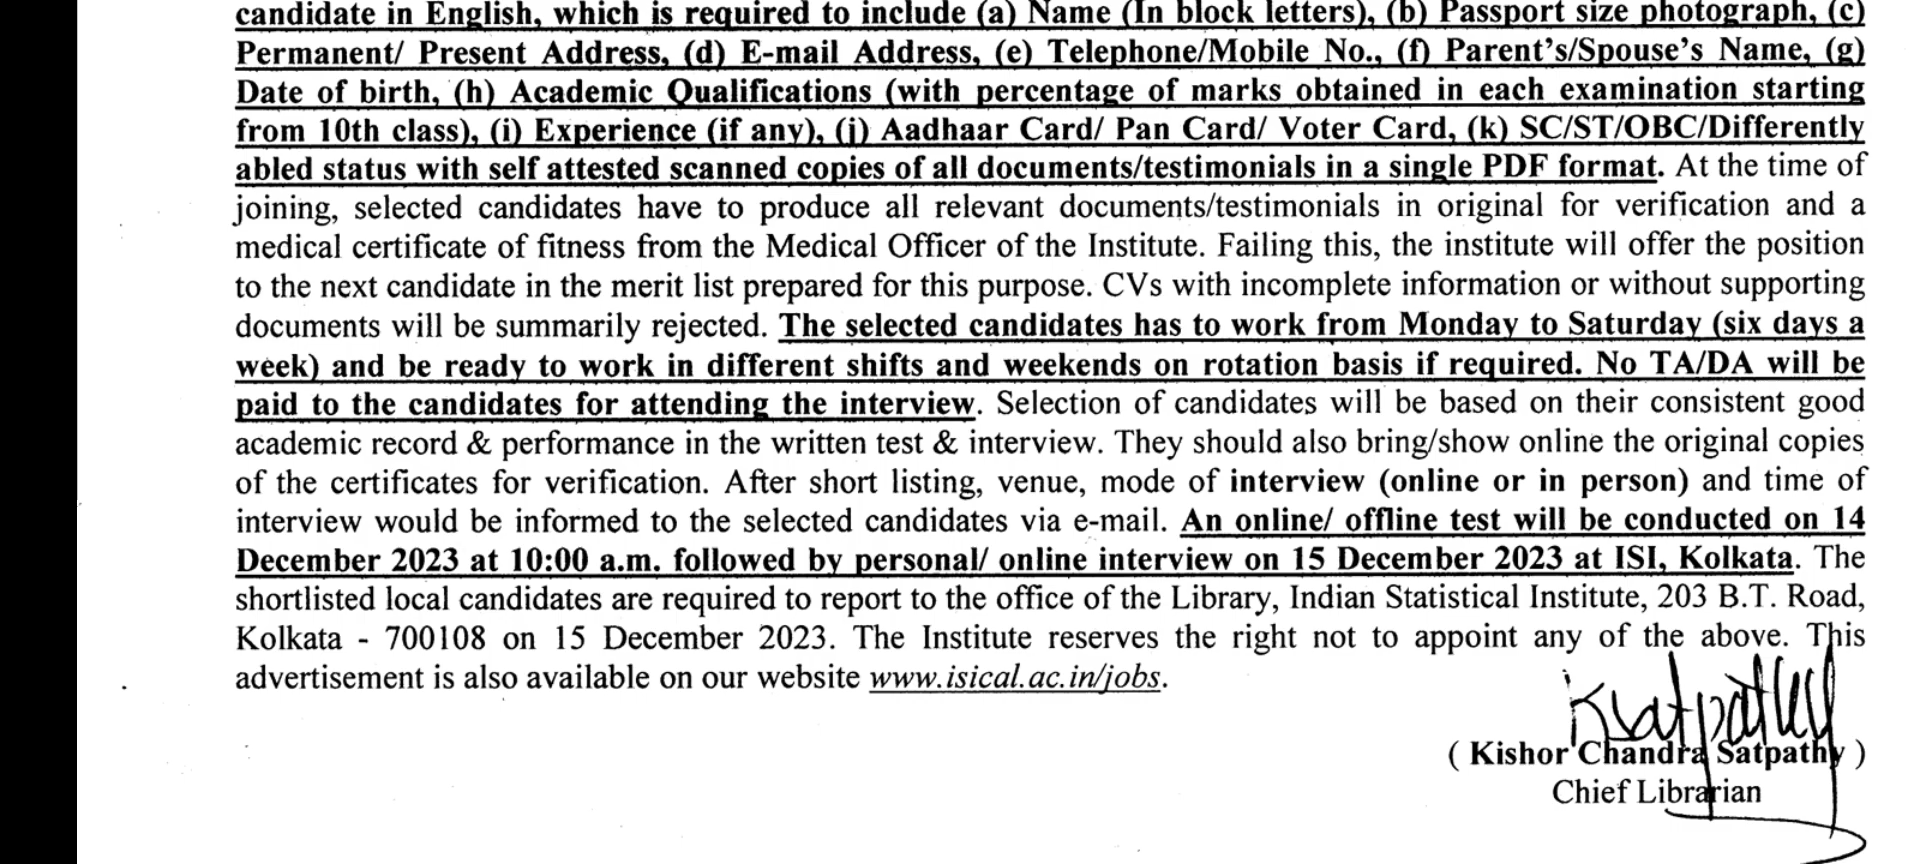 candidate in English, which is required to include (a) Name (In block letters), (b) Passport size photograph, (c)
Permanent/ Present Address, (d) E-mail Address, (e) Telephone/Mobile No., (f) Parent's/Spouse's Name, (g)
Date of birth, (h) Academic Qualifications (with percentage of marks obtained in each examination starting
from 10th class), (i) Experience (if any), (j) Aadhaar Card/ Pan Card/ Voter Card, (k) SC/ST/OBC/Differently
abled status with self attested scanned copies of all documents/testimonials in a single PDF format. At the time of
joining, selected candidates have to produce all relevant documents/testimonials in original for verification and a
medical certificate of fitness from the Medical Officer of the Institute. Failing this, the institute will offer the position
to the next candidate in the merit list prepared for this purpose. CVs with incomplete information or without supporting
documents will be summarily rejected. The selected candidates has to work from Monday to Saturday (six days a
week) and be ready to work in different shifts and weekends on rotation basis if required. No TA/DA will be
paid to the candidates for attending the interview. Selection of candidates will be based on their consistent good
academic record & performance in the written test & interview. They should also bring/show online the original copies
of the certificates for verification. After short listing, venue, mode of interview (online or in person) and time of
interview would be informed to the selected candidates via e-mail. An online/ offline test will be conducted on 14
December 2023 at 10:00 a.m. followed by personal/ online interview on 15 December 2023 at ISI, Kolkata. The
shortlisted local candidates are required to report to the office of the Library, Indian Statistical Institute, 203 B.T. Road,
Kolkata - 700108 on 15 December 2023. The Institute reserves the right not to appoint any of the above. This
advertisement is also available on our website www.isical.ac.in/jobs.
( Kishor Chandra Satpathy )
Chief Librarian